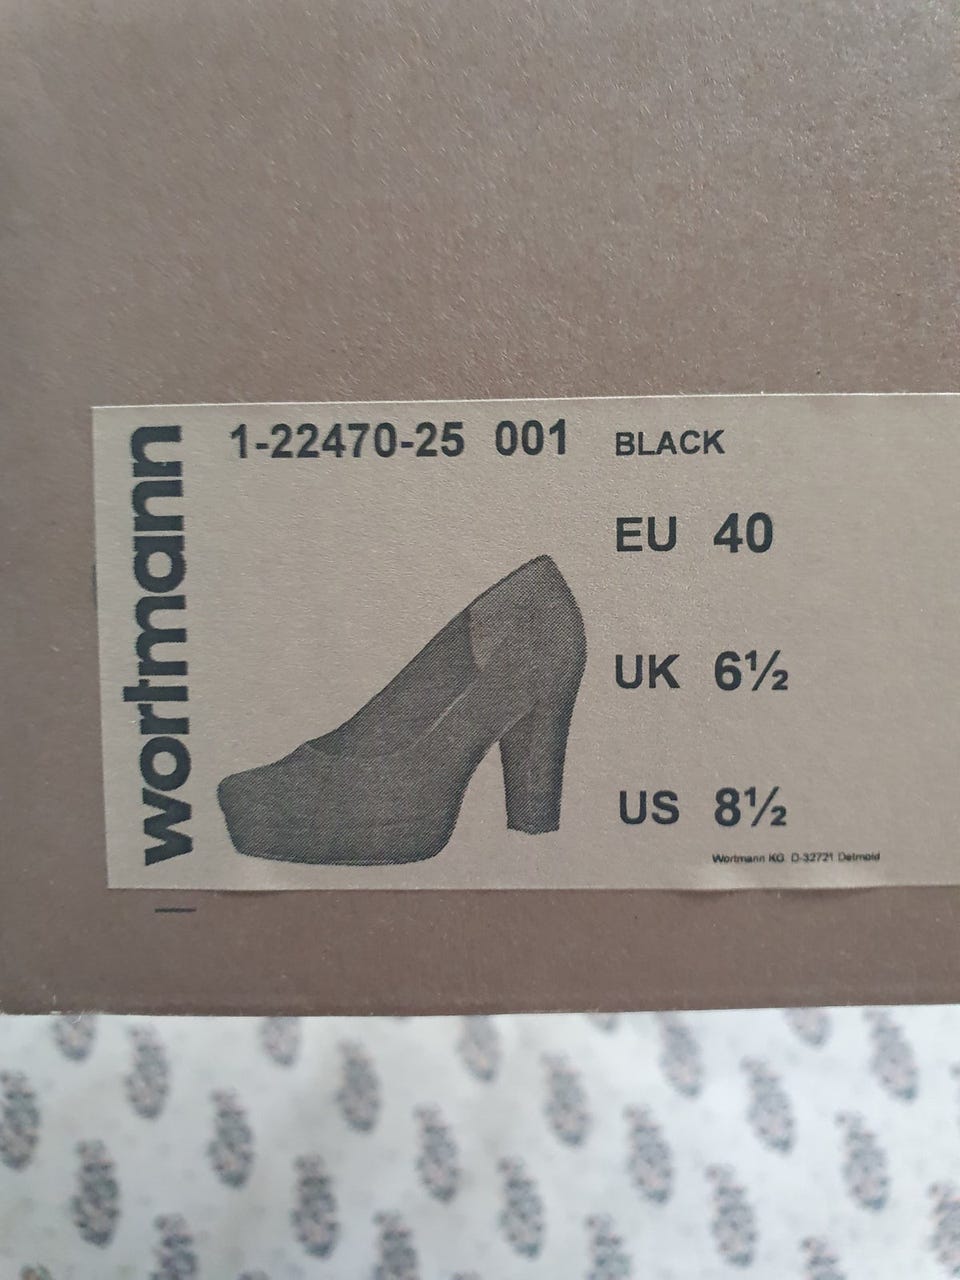 wortmann
1-22470-25 001 BLACK
EU 40
UK 6½
US 8½
Wortmann KG D-32721 Detmold